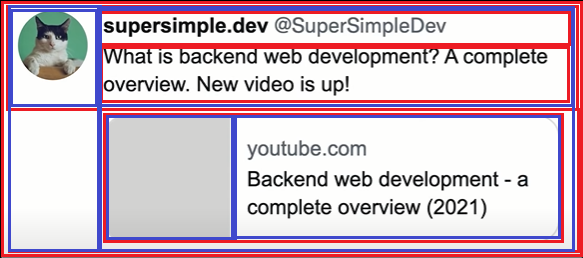 supersimple.dev @SuperSimpleDev
What is backend web development? A complete
overview. New video is up!
youtube.com
Backend web development - a
complete overview (2021)